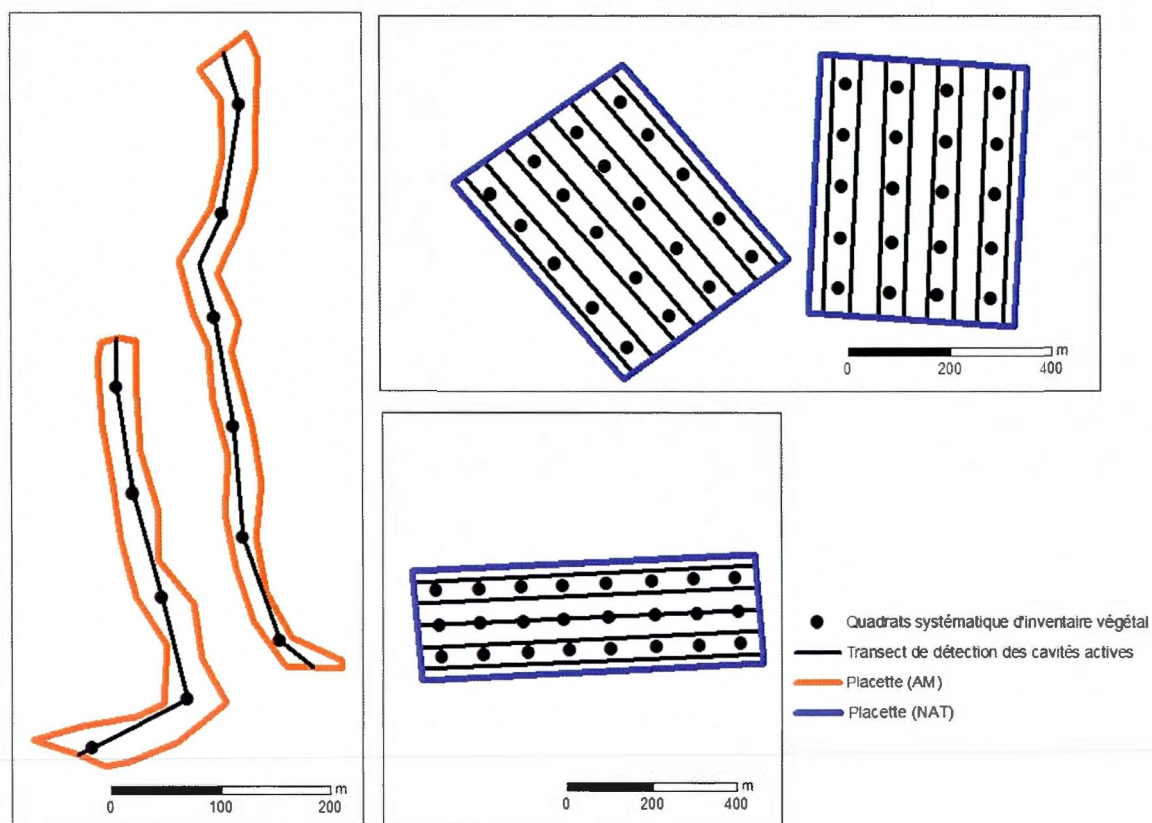 m
0 200 400
m
0 100 200
m
0 200 400
Quadrats systématique d'inventaire végétal
Transect de détection des cavités actives
Placette (AM)
Placette (NAT)